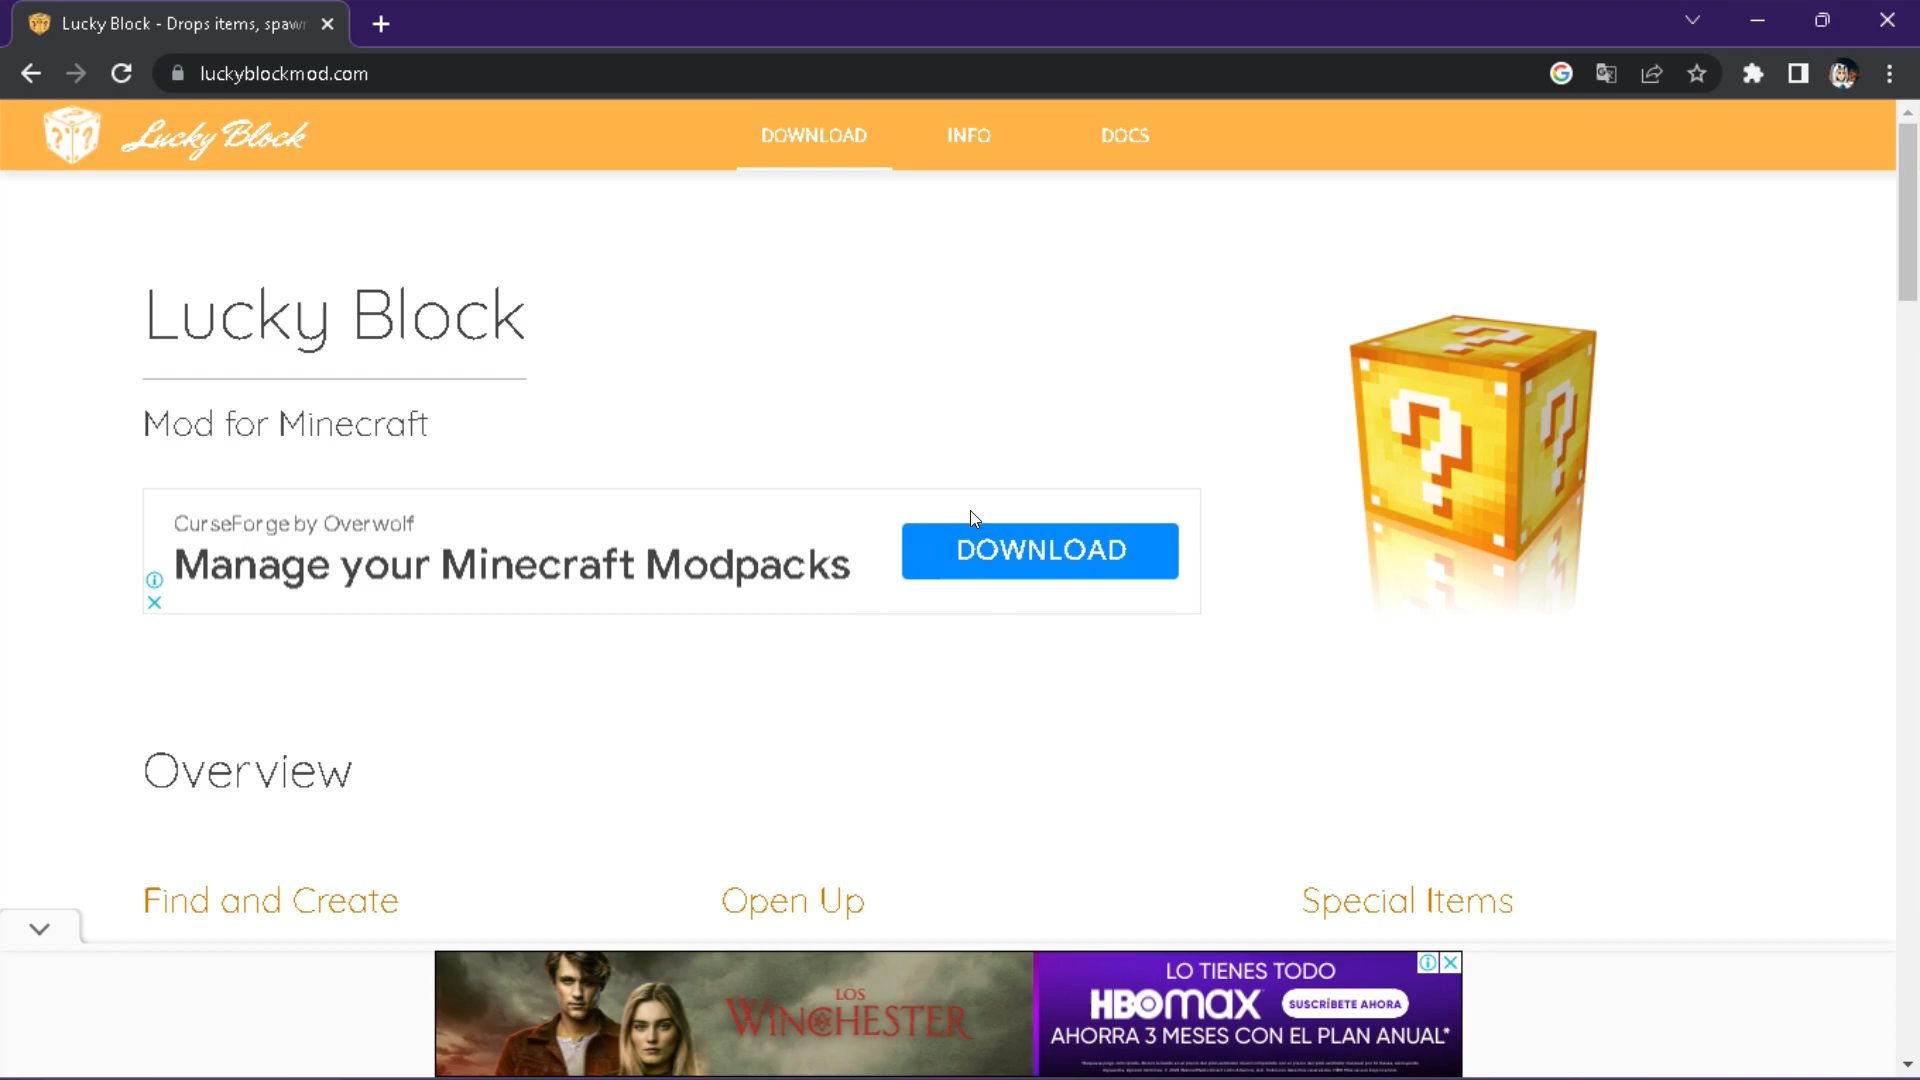 Lucky Block - Drops items, spawn
luckyblockmod.com
Lucky Block
DOWNLOAD
INFO
DOCS
Lucky Block
Mod for Minecraft
CurseForge by Overwolf
Manage your Minecraft Modpacks
DOWNLOAD
Overview
Find and Create
Open Up
Special Items
LOS
WINCHESTER
LO TIENES TODO
HBOmax
SUSCRÍBETE AHORA
AHORA 3 MESES CON EL PLAN ANUAL*